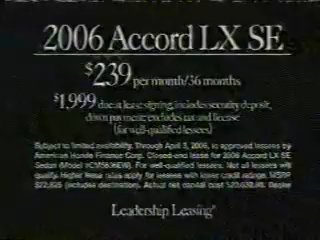 2006 Accord LX SE
$239 per month/36 months
$1,999 due at lease signing, includes security deposit,
down payment; excludes tax and license
(for well-qualified lessees)
Subject to limited availability. Through April 3, 2006, to approved lessees by
American Honda Finance Corp. Closed-end lease for 2006 Accord LX SE
Sedan (Model For well-qualified lessees. Not all lessees will
qualify. Higher lease rates apply for lessees with lower credit ratings. MSRP
(includes destination). Actual net capital cost Dealer
Leadership Leasing®